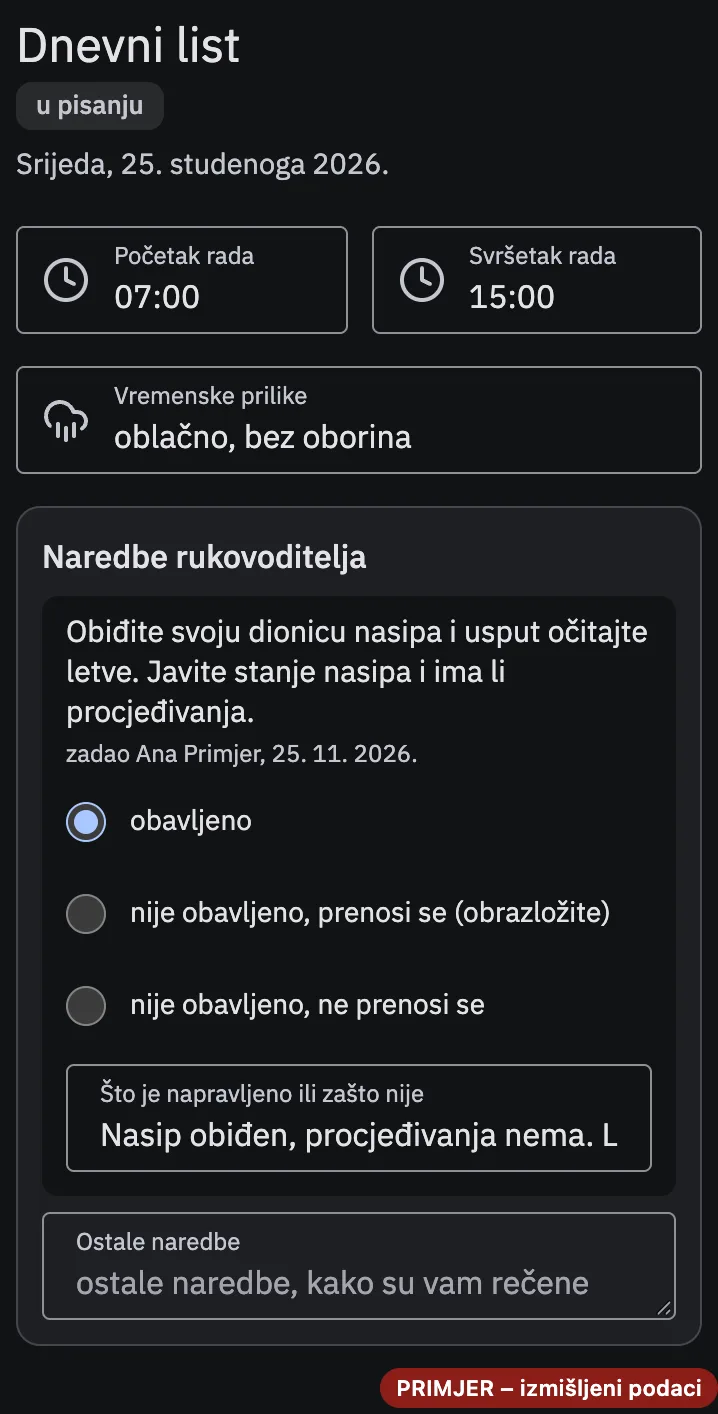 Dnevni list
u pisanju
Srijeda, 25. studenoga 2026.
Početak rada
07:00
Svršetak rada
15:00
Vremenske prilike
oblačno, bez oborina
Naredbe rukovoditelja
Obiđite svoju dionicu nasipa i usput očitajte
letve. Javite stanje nasipa i ima li
procjeđivanja.
zadao Ana Primjer, 25. 11. 2026.
obavljeno
nije obavljeno, prenosi se (obrazložite)
nije obavljeno, ne prenosi se
Što je napravljeno ili zašto nije
Nasip obiđen, procjeđivanja nema. L
Ostale naredbe
ostale naredbe, kako su vam rečene
PRIMJER – izmišljeni podaci